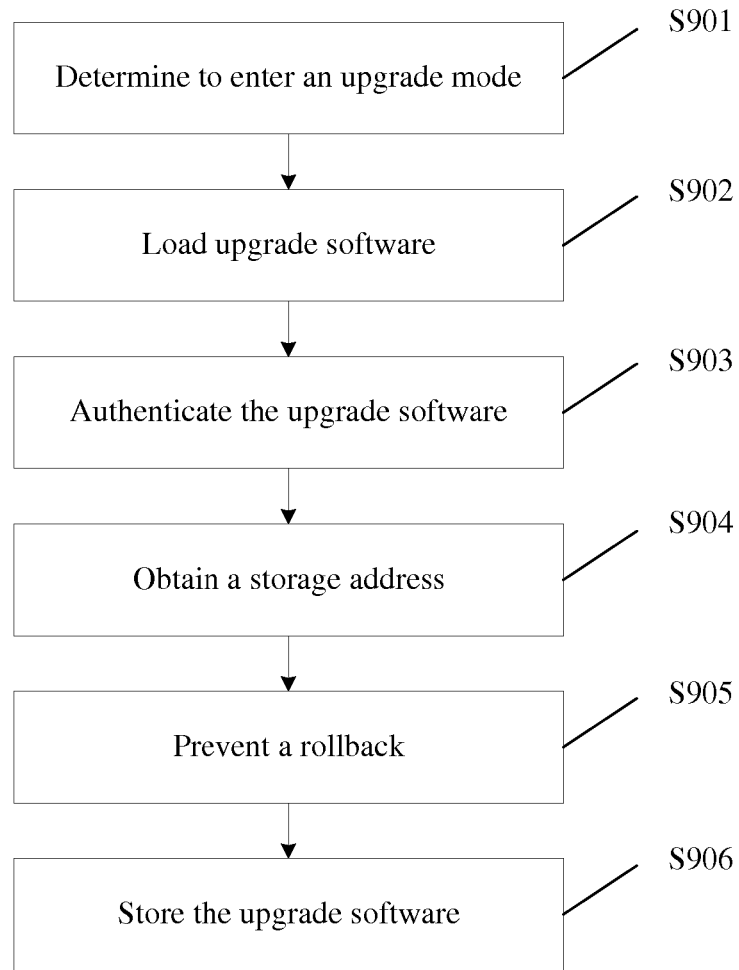 S901
Determine to enter an upgrade mode
S902
Load upgrade software
S903
Authenticate the upgrade software
S904
Obtain a storage address
S905
Prevent a rollback
S906
Store the upgrade software